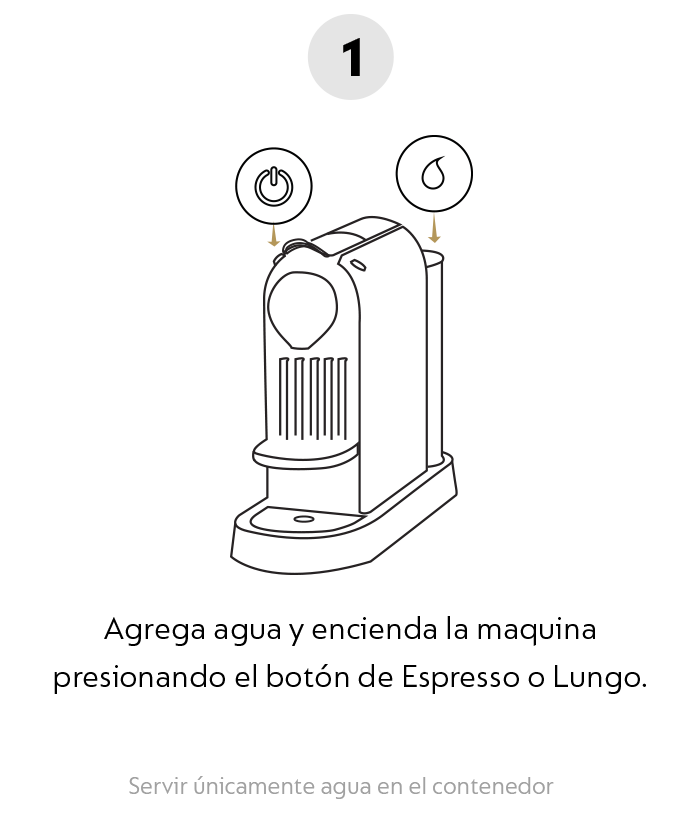 1
Agrega agua y encienda la maquina
presionando el botón de Espresso o Lungo.
Servir únicamente agua en el contenedor